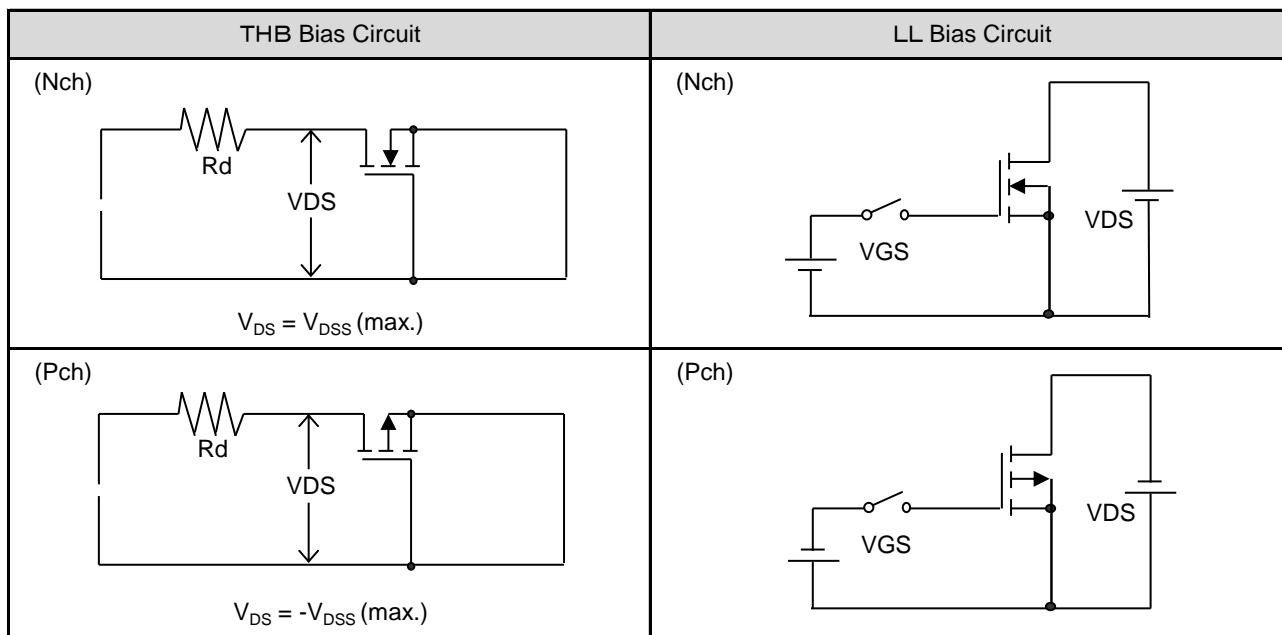 THB Bias Circuit
LL Bias Circuit
(Nch)
Rd
VDS
V_DS = V_DSS (max.)
(Nch)
VGS
VDS
(Pch)
Rd
VDS
V_DS = -V_DSS (max.)
(Pch)
VGS
VDS